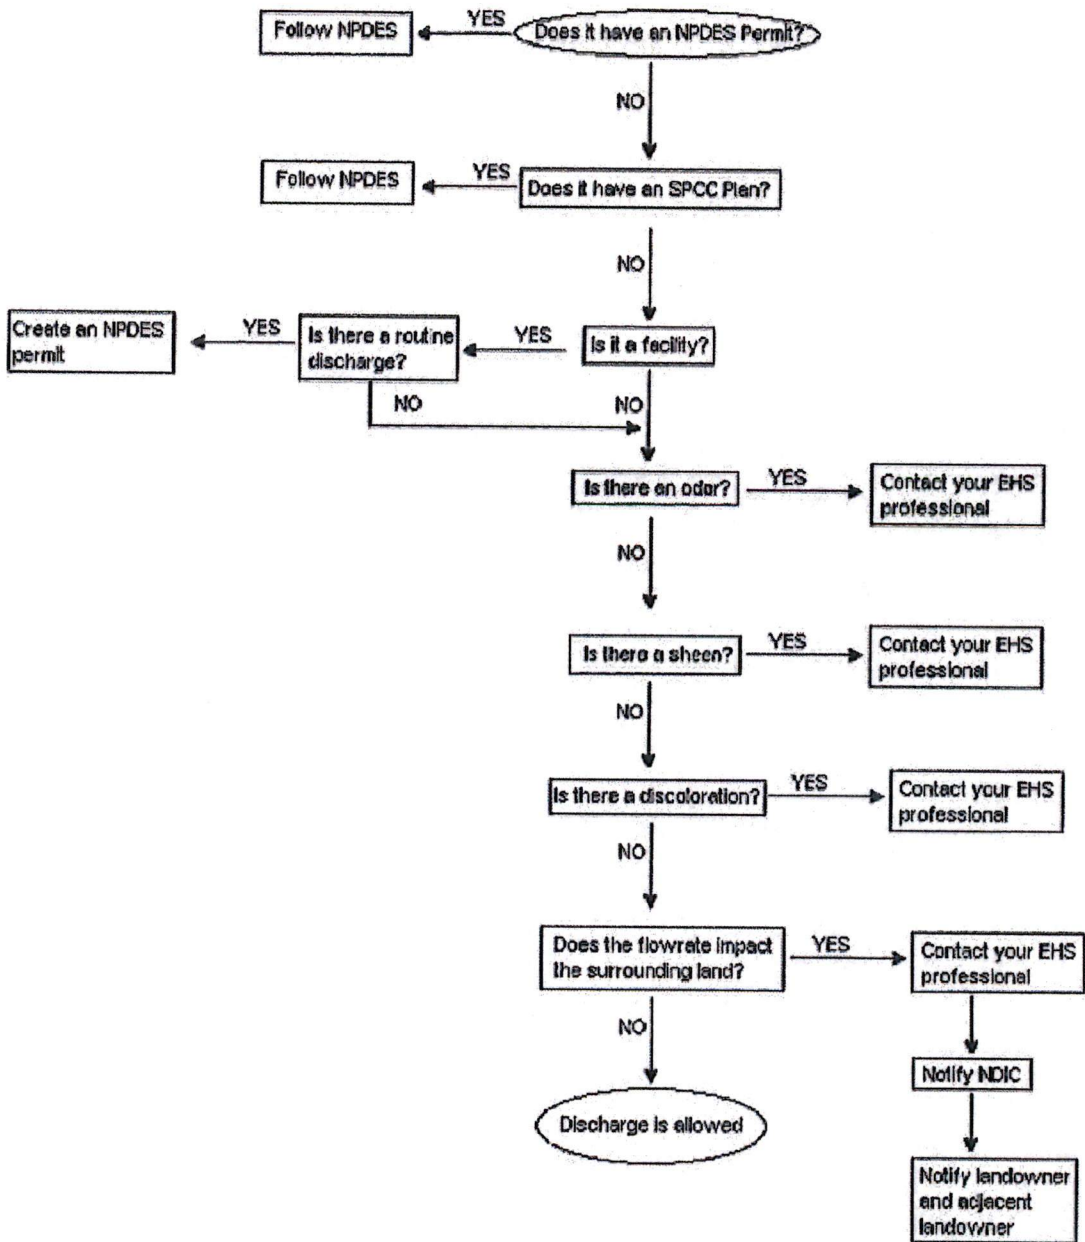 Follow NPDES
YES
Does it have an NPDES Permit?
NO
Follow NPDES
YES
Does it have an SPCC Plan?
NO
Create an NPDES
permit
YES
Is there a routine
discharge?
YES
Is it a facility?
NO
NO
Is there an odor?
YES
Contact your EHS
professional
NO
Is there a sheen?
YES
Contact your EHS
professional
NO
Is there a discoloration?
YES
Contact your EHS
professional
NO
Does the flowrate impact
the surrounding land?
YES
Contact your EHS
professional
NO
Notify NDIC
Discharge is allowed
Notify landowner
and adjacent
landowner